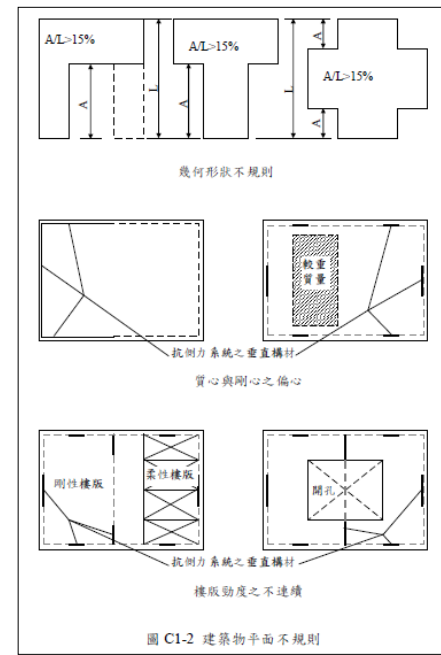 A/L>15%
A
L
A/L>15%
A
L
A
A/L>15%
A
幾何形狀不規則
較重
質量
抗側力系統之垂直構材
質心與剛心之偏心
剛性樓版
柔性樓版
開孔
抗側力系統之垂直構材
樓版勁度之不連續
圖 C1-2 建築物平面不規則